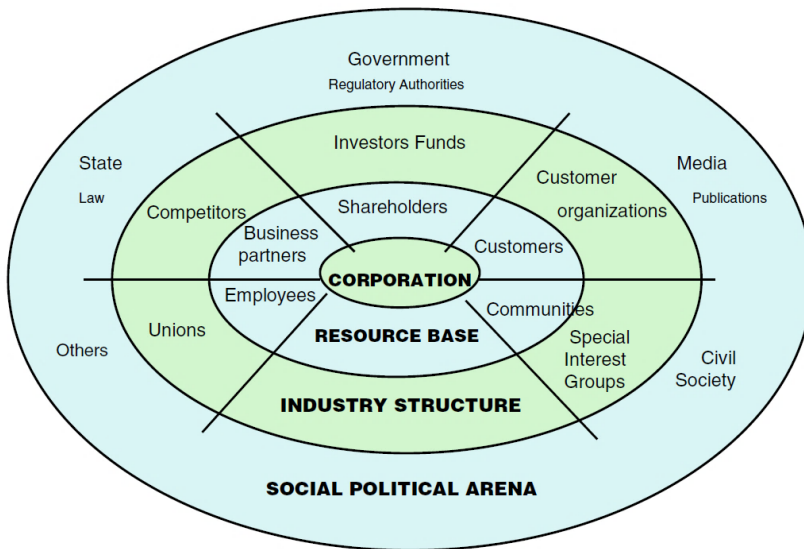 Government
Regulatory Authorities
State
Law
Investors Funds
Media
Publications
Customer
organizations
Competitors
Shareholders
Business
partners
Customers
CORPORATION
Employees
Communities
RESOURCE BASE
Unions
Special
Interest
Groups
Others
Civil
Society
INDUSTRY STRUCTURE
SOCIAL POLITICAL ARENA